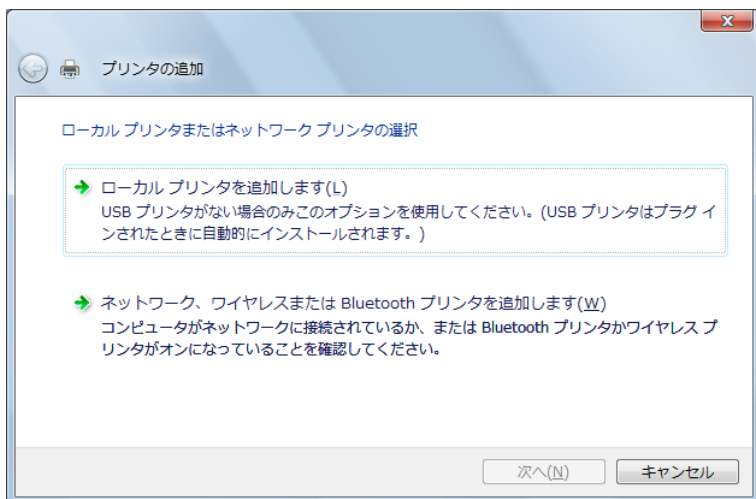 プリンタの追加
ローカル プリンタまたはネットワーク プリンタの選択
ローカル プリンタを追加します(L)
USB プリンタがない場合のみこのオプションを使用してください。(USB プリンタはプラグ イ
ンされたときに自動的にインストールされます。)
ネットワーク、ワイヤレスまたは Bluetooth プリンタを追加します(W)
コンピュータがネットワークに接続されているか、または Bluetooth プリンタかワイヤレス プ
リンタがオンになっていることを確認してください。
次へ(N)
キャンセル